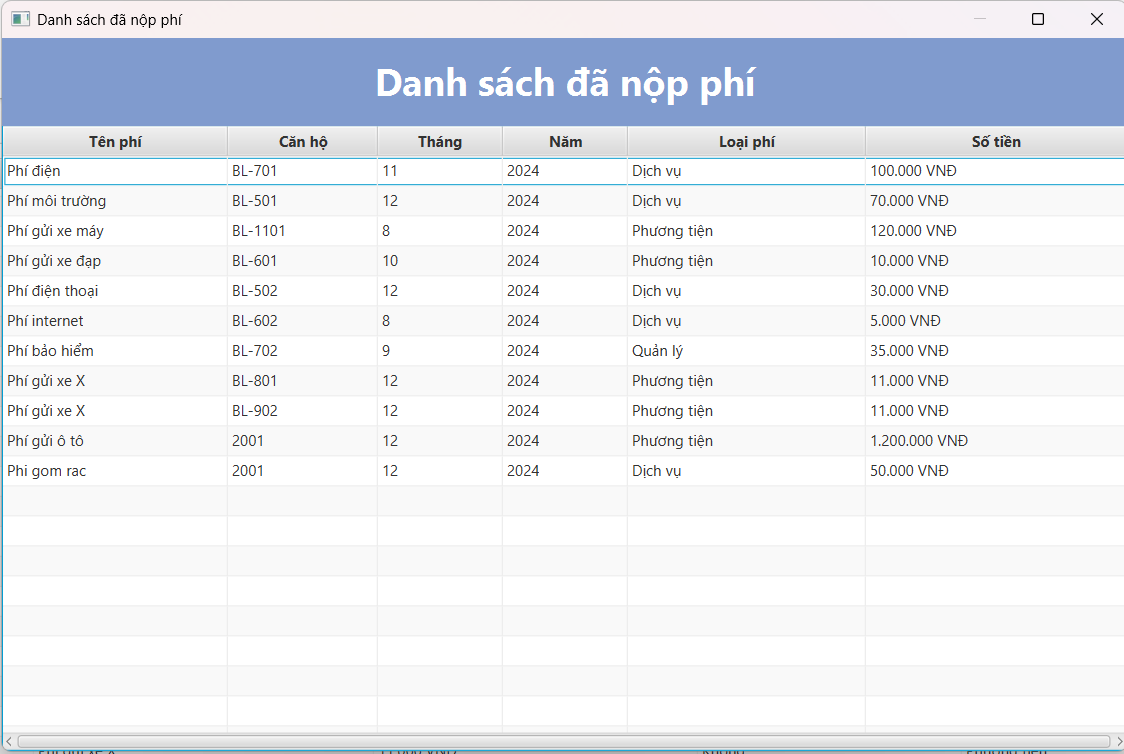 Danh sách đã nộp phí
Danh sách đã nộp phí
Tên phí Căn hộ Tháng Năm Loại phí Số tiền
Phí điện BL-701 11 2024 Dịch vụ 100.000 VNĐ
Phí môi trường BL-501 12 2024 Dịch vụ 70.000 VNĐ
Phí gửi xe máy BL-1101 8 2024 Phương tiện 120.000 VNĐ
Phí gửi xe đạp BL-601 10 2024 Phương tiện 10.000 VNĐ
Phí điện thoại BL-502 12 2024 Dịch vụ 30.000 VNĐ
Phí internet BL-602 8 2024 Dịch vụ 5.000 VNĐ
Phí bảo hiểm BL-702 9 2024 Quản lý 35.000 VNĐ
Phí gửi xe X BL-801 12 2024 Phương tiện 11.000 VNĐ
Phí gửi xe X BL-902 12 2024 Phương tiện 11.000 VNĐ
Phí gửi ô tô 2001 12 2024 Phương tiện 1.200.000 VNĐ
Phi gom rac 2001 12 2024 Dịch vụ 50.000 VNĐ